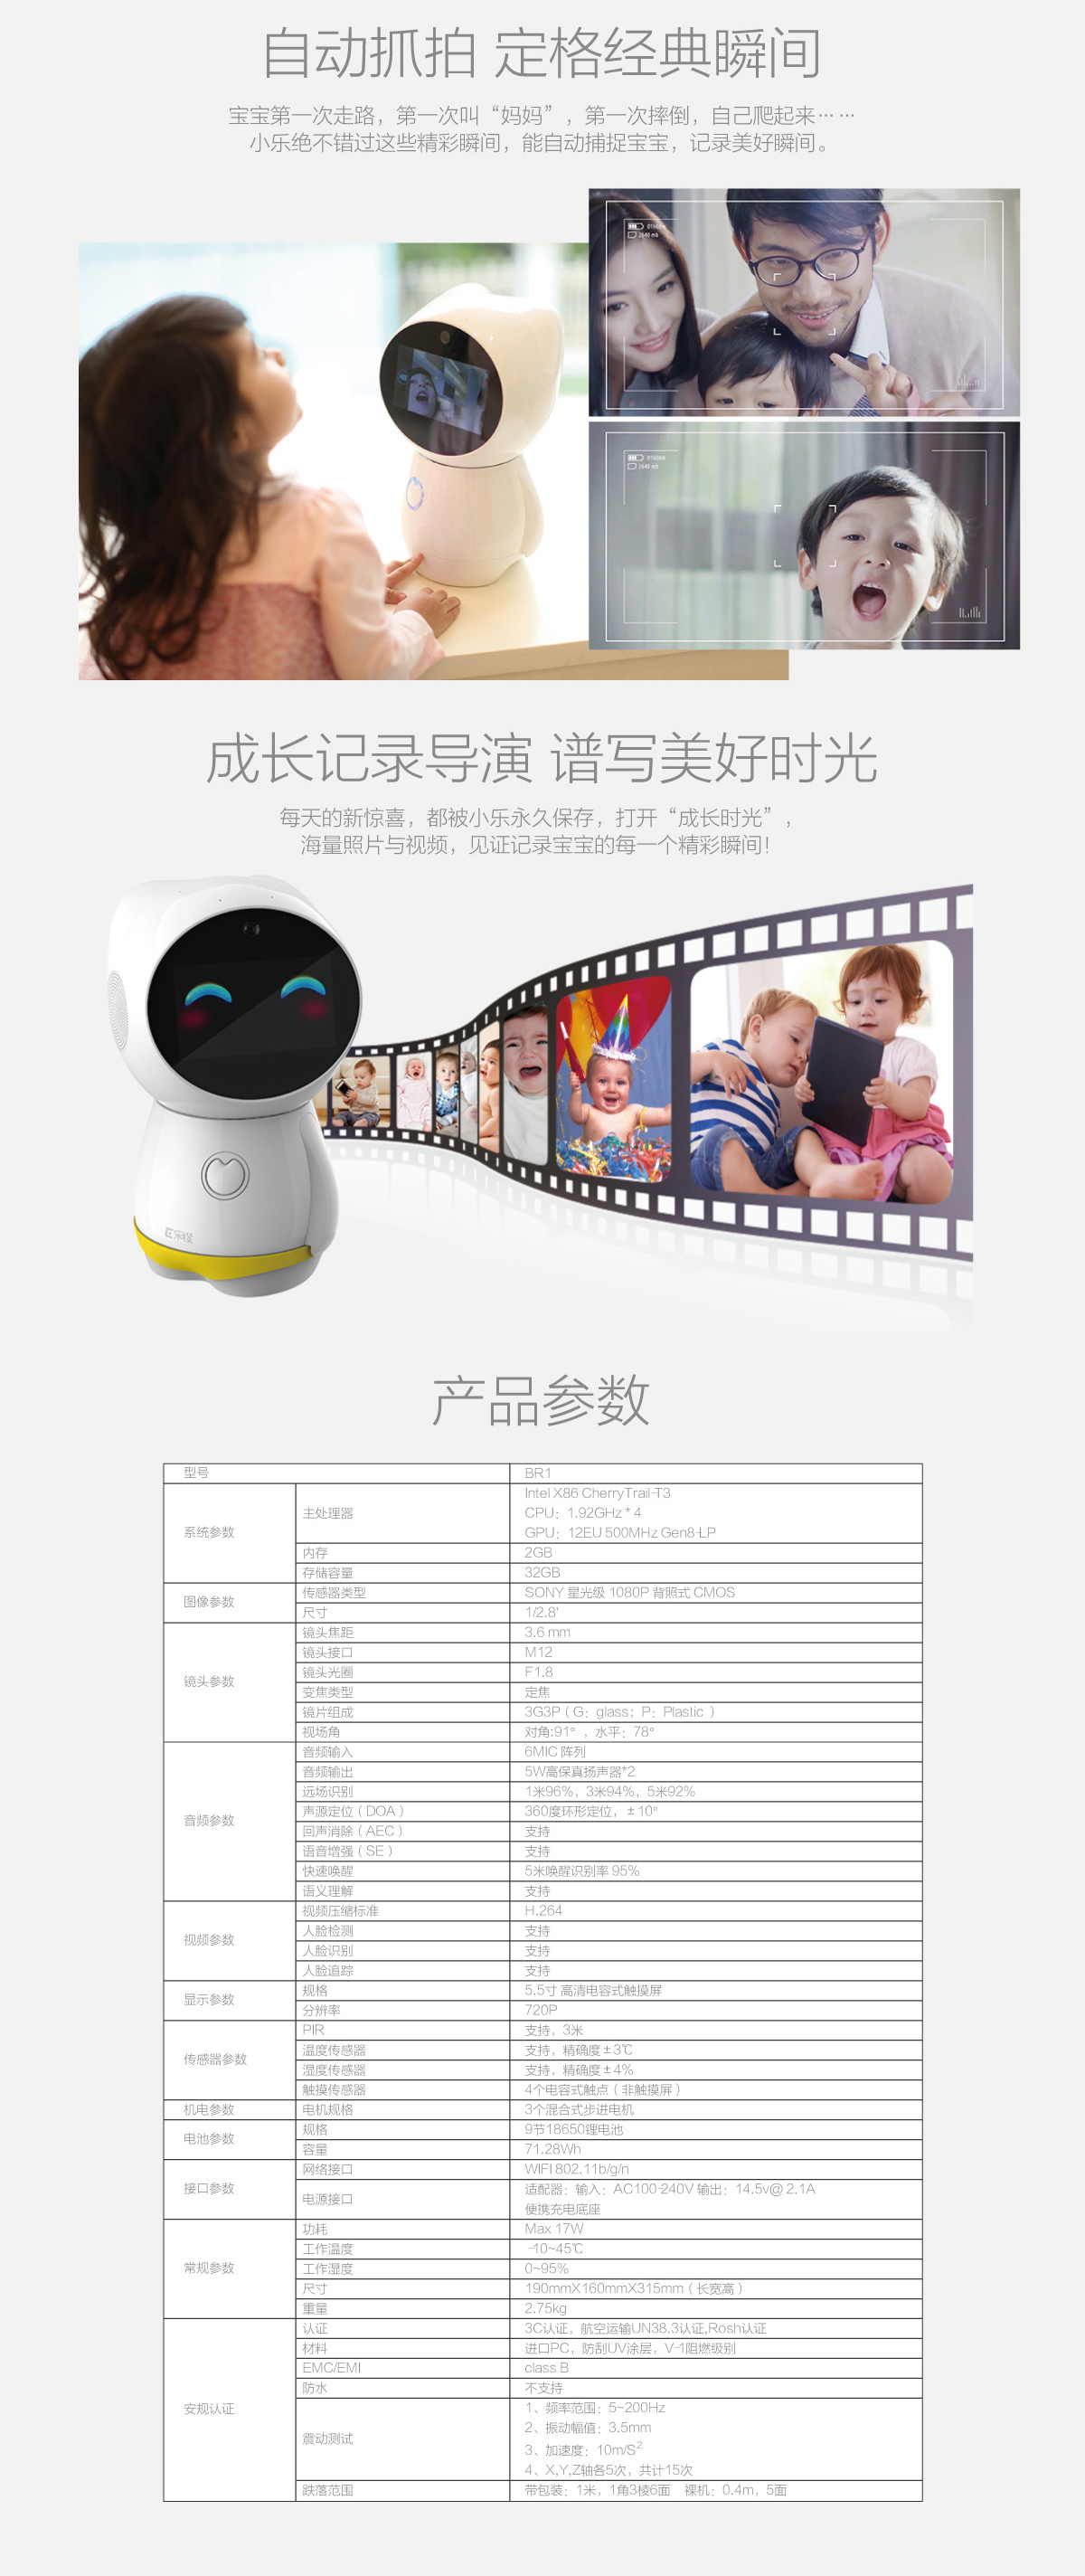 自动抓拍 定格经典瞬间
宝宝第一次走路，第一次叫“妈妈”，第一次摔倒，自己爬起来……
小乐绝不错过这些精彩瞬间，能自动捕捉宝宝，记录美好瞬间。
2640 mb
2640 mb
成长记录导演 谱写美好时光
每天的新惊喜，都被小乐永久保存，打开“成长时光”，
海量照片与视频，见证记录宝宝的每一个精彩瞬间！
产品参数
型号 BR1
系统参数 主处理器 Intel X86 CherryTrail-T3
CPU：1.92GHz * 4
GPU：12EU 500MHz Gen8-LP
内存 2GB
存储容量 32GB
图像参数 传感器类型 SONY 星光级 1080P 背照式 CMOS
尺寸 1/2.8'
镜头参数 镜头焦距 3.6 mm
镜头接口 M12
镜头光圈 F1.8
变焦类型 定焦
镜片组成 3G3P（G：glass；P：Plastic ）
视场角 对角:91°，水平：78°
音频参数 音频输入 6MIC 阵列
音频输出 5W高保真扬声器*2
远场识别 1米96%，3米94%，5米92%
声源定位（DOA） 360度环形定位，±10°
回声消除（AEC） 支持
语音增强（SE） 支持
快速唤醒 5米唤醒识别率 95%
语义理解 支持
视频参数 视频压缩标准 H.264
人脸检测 支持
人脸识别 支持
人脸追踪 支持
显示参数 规格 5.5寸 高清电容式触摸屏
分辨率 720P
传感器参数 PIR 支持，3米
温度传感器 支持，精确度±3℃
湿度传感器 支持，精确度±4%
触摸传感器 4个电容式触点（非触摸屏）
机电参数 电机规格 3个混合式步进电机
电池参数 规格 9节18650锂电池
容量 71.28Wh
接口参数 网络接口 WIFI 802.11b/g/n
电源接口 适配器：输入：AC100-240V 输出：14.5v@ 2.1A
便携充电底座
常规参数 功耗 Max 17W
工作温度 -10~45℃
工作湿度 0~95%
尺寸 190mmX160mmX315mm（长宽高）
重量 2.75kg
安规认证 认证 3C认证，航空运输UN38.3认证,Rosh认证
材料 进口PC，防刮UV涂层，V-1阻燃级别
EMC/EMI class B
防水 不支持
震动测试 1、频率范围：5~200Hz
2、振动幅值：3.5mm
3、加速度：10m/S²
4、X,Y,Z轴各5次，共计15次
跌落范围 带包装：1米，1角3棱6面 裸机：0.4m，5面